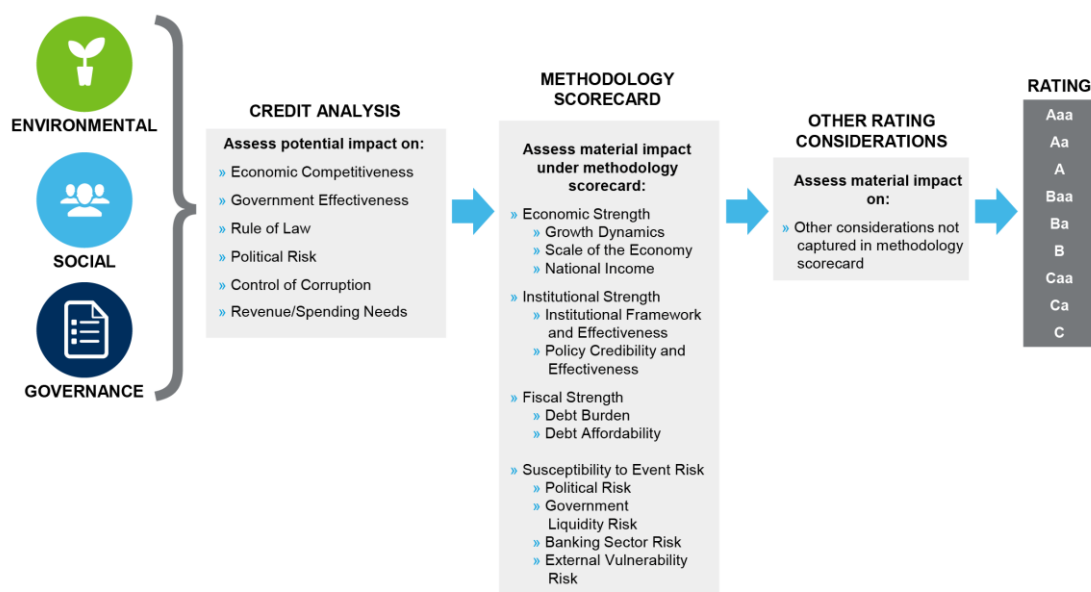 ENVIRONMENTAL
SOCIAL
GOVERNANCE
CREDIT ANALYSIS
Assess potential impact on:
» Economic Competitiveness
» Government Effectiveness
» Rule of Law
» Political Risk
» Control of Corruption
» Revenue/Spending Needs
METHODOLOGY
SCORECARD
Assess material impact
under methodology
scorecard:
» Economic Strength
» Growth Dynamics
» Scale of the Economy
» National Income
» Institutional Strength
» Institutional Framework
and Effectiveness
» Policy Credibility and
Effectiveness
» Fiscal Strength
» Debt Burden
» Debt Affordability
» Susceptibility to Event Risk
» Political Risk
» Government
Liquidity Risk
» Banking Sector Risk
» External Vulnerability
Risk
OTHER RATING
CONSIDERATIONS
Assess material impact
on:
» Other considerations not
captured in methodology
scorecard
RATING
Aaa
Aa
A
Baa
Ba
B
Caa
Ca
C